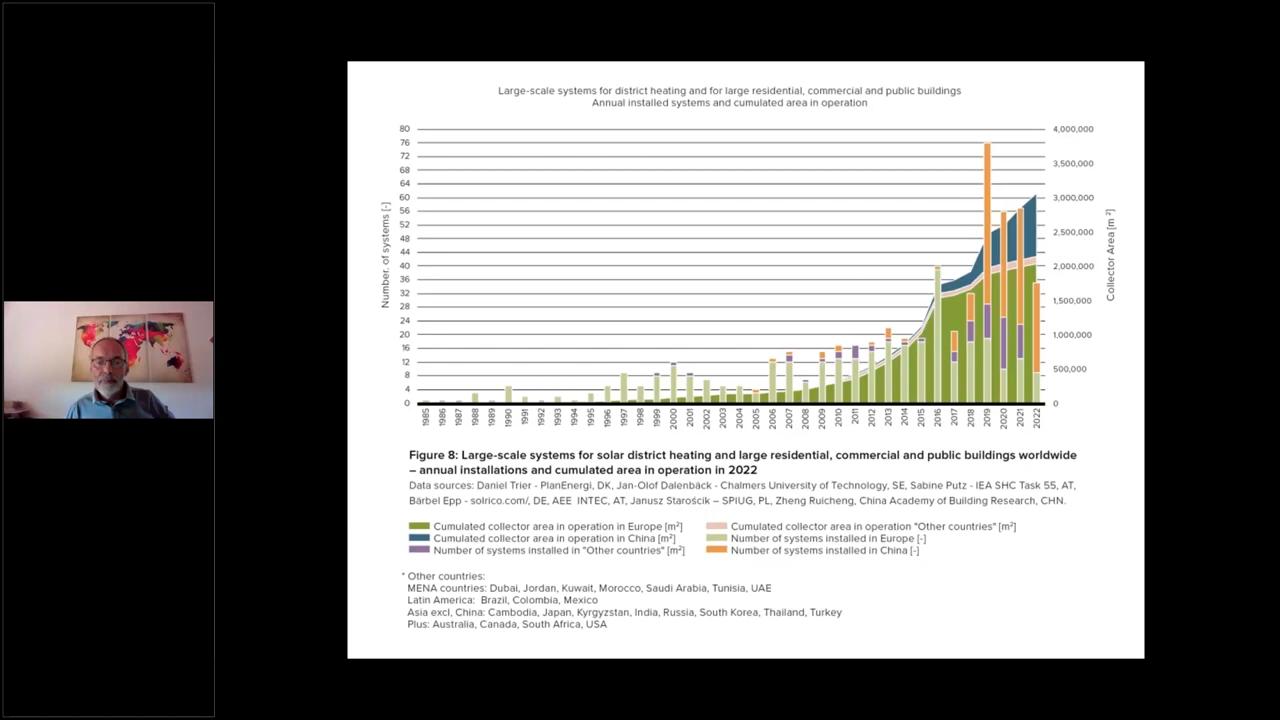 Large-scale systems for district heating and for large residential, commercial and public buildings
Annual installed systems and cumulated area in operation
80
76
72
68
64
60
56
52
48
44
40
36
32
28
24
20
16
12
8
4
0
Number. of systems [-]
4,000,000
3,500,000
3,000,000
2,500,000
2,000,000
1,500,000
1,000,000
500,000
0
Collector Area [m ²]
1985 1986 1987 1988 1989 1990 1991 1992 1993 1994 1995 1996 1997 1998 1999 2000 2001 2002 2003 2004 2005 2006 2007 2008 2009 2010 2011 2012 2013 2014 2015 2016 2017 2018 2019 2020 2021 2022
Figure 8: Large-scale systems for solar district heating and large residential, commercial and public buildings worldwide
– annual installations and cumulated area in operation in 2022
Data sources: Daniel Trier - PlanEnergi, DK, Jan-Olof Dalenbäck - Chalmers University of Technology, SE, Sabine Putz - IEA SHC Task 55, AT,
Bärbel Epp - solrico.com/, DE, AEE INTEC, AT, Janusz Starościk – SPIUG, PL, Zheng Ruicheng, China Academy of Building Research, CHN.
Cumulated collector area in operation in Europe [m²]
Cumulated collector area in operation in China [m²]
Number of systems installed in "Other countries" [m²]
Cumulated collector area in operation "Other countries" [m²]
Number of systems installed in Europe [-]
Number of systems installed in China [-]
* Other countries:
MENA countries: Dubai, Jordan, Kuwait, Morocco, Saudi Arabia, Tunisia, UAE
Latin America: Brazil, Colombia, Mexico
Asia excl, China: Cambodia, Japan, Kyrgyzstan, India, Russia, South Korea, Thailand, Turkey
Plus: Australia, Canada, South Africa, USA